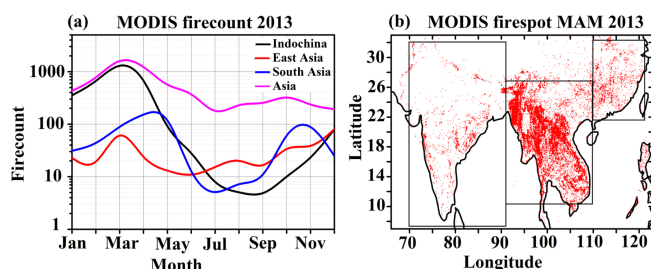 (a) MODIS firecount 2013
Firecount
1000
100
10
1
Indochina
East Asia
South Asia
Asia
Jan Mar May Jul Sep Nov
Month
(b) MODIS firespot MAM 2013
Latitude
30
26
22
18
14
10
70 80 90 100 110 120
Longitude